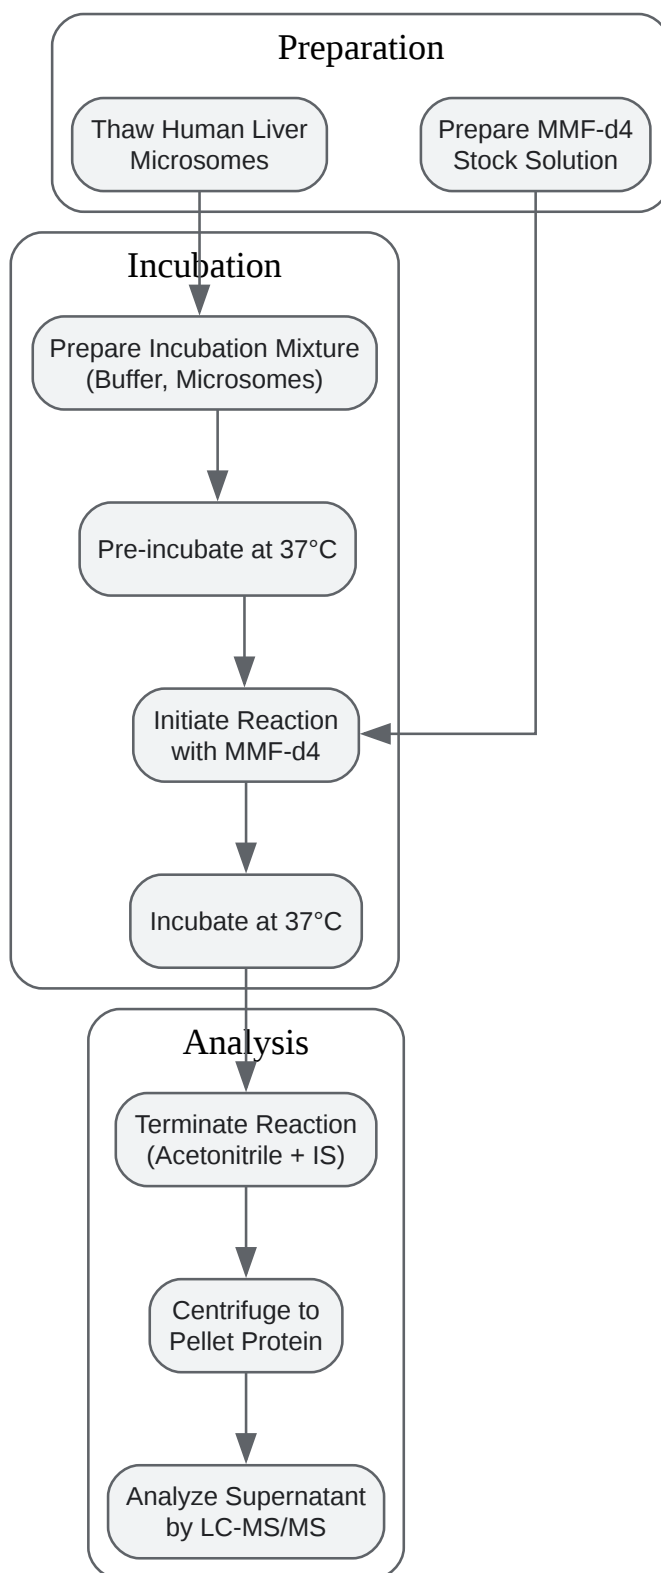 Preparation
Thaw Human Liver
Microsomes
Prepare MMF-d4
Stock Solution
Incubation
Prepare Incubation Mixture
(Buffer, Microsomes)
Pre-incubate at 37°C
Initiate Reaction
with MMF-d4
Incubate at 37°C
Analysis
Terminate Reaction
(Acetonitrile + IS)
Centrifuge to
Pellet Protein
Analyze Supernatant
by LC-MS/MS